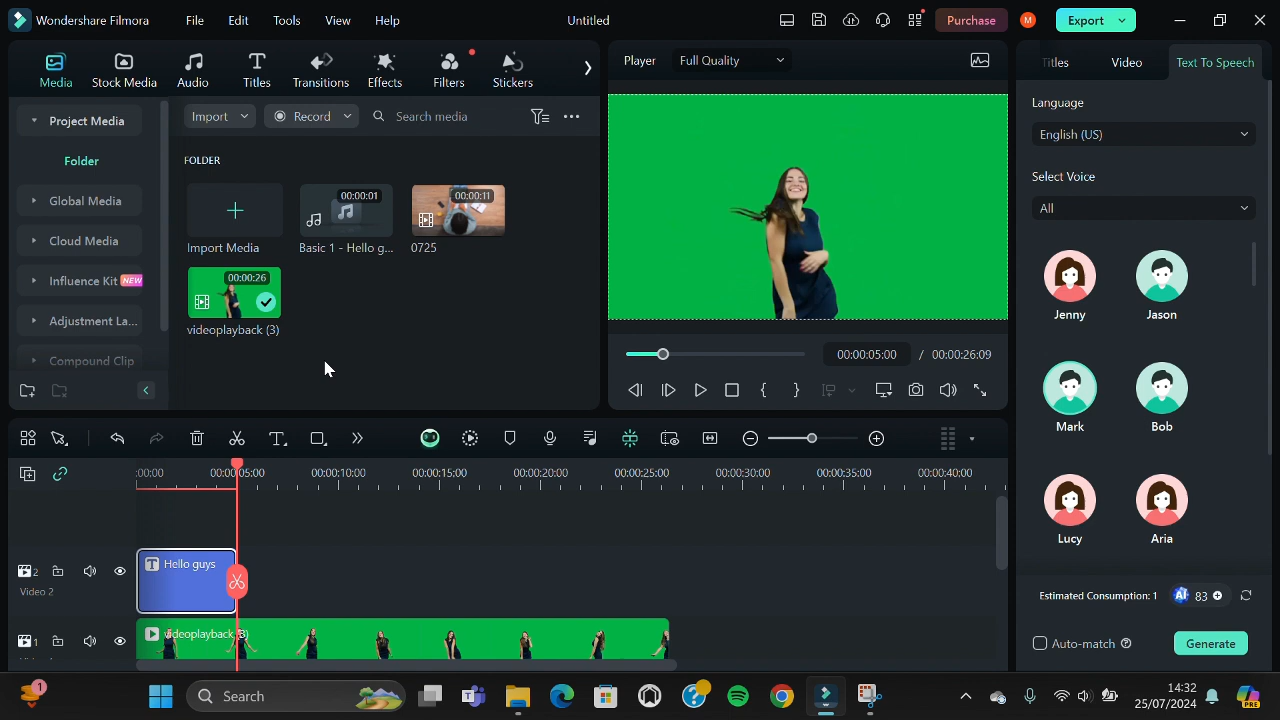 Wondershare Filmora File Edit Tools View Help Untitled Purchase M Export
Media Stock Media Audio Titles Transitions Effects Filters Stickers
Player Full Quality
Titles Video Text To Speech
Project Media
Folder
Global Media
Cloud Media
Influence Kit NEW
Adjustment La...
Compound Clip
Import Record Search media
FOLDER
Import Media
00:00:01
Basic 1 - Hello g...
00:00:11
0725
00:00:26
videoplayback (3)
00:00:05:00 / 00:00:26:09
Language
English (US)
Select Voice
All
Jenny Jason
Mark Bob
Lucy Aria
Estimated Consumption: 1 AI 83
Auto-match Generate
:00:00 00:00:05:00 00:00:10:00 00:00:15:00 00:00:20:00 00:00:25:00 00:00:30:00 00:00:35:00 00:00:40:00
2
Video 2
T Hello guys
1
videoplayback (3)
1
Search
14:32
25/07/2024
PRE